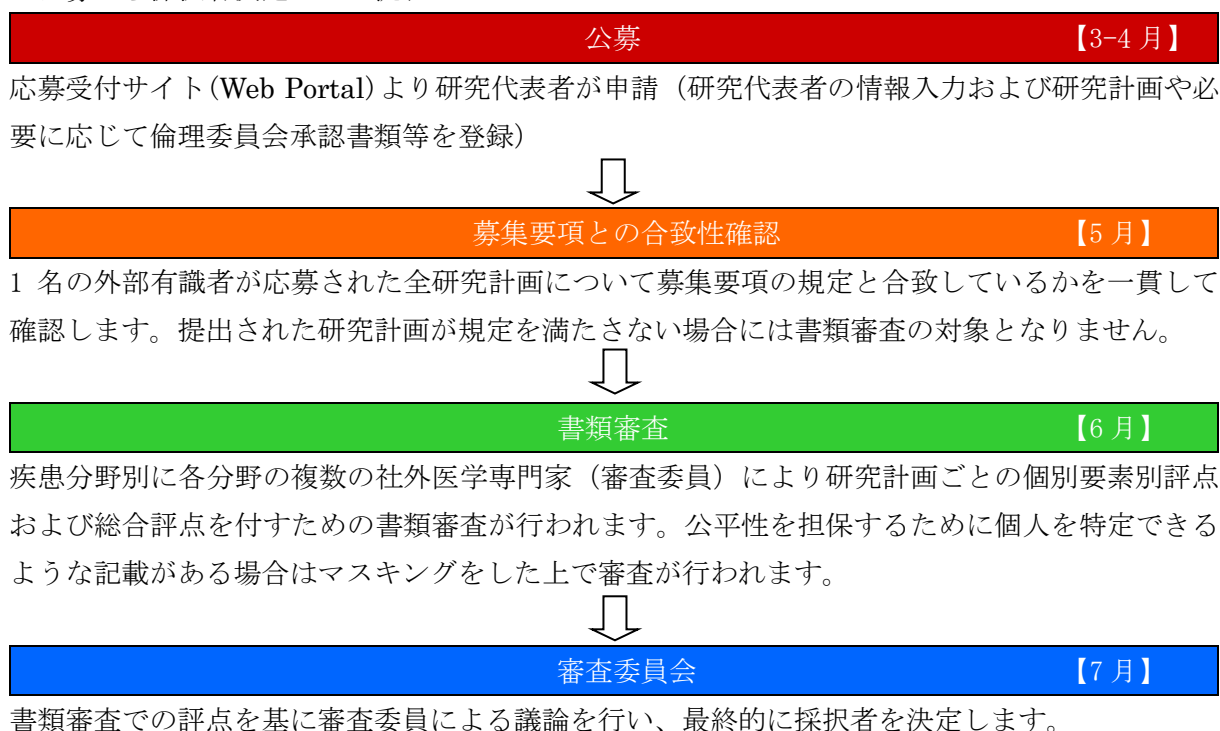 公募 【3-4 月】
応募受付サイト(Web Portal)より研究代表者が申請（研究代表者の情報入力および研究計画や必
要に応じて倫理委員会承認書類等を登録）
募集要項との合致性確認 【5 月】
1 名の外部有識者が応募された全研究計画について募集要項の規定と合致しているかを一貫して
確認します。提出された研究計画が規定を満たさない場合には書類審査の対象となりません。
書類審査 【6 月】
疾患分野別に各分野の複数の社外医学専門家（審査委員）により研究計画ごとの個別要素別評点
および総合評点を付すための書類審査が行われます。公平性を担保するために個人を特定できる
ような記載がある場合はマスキングをした上で審査が行われます。
審査委員会 【7 月】
書類審査での評点を基に審査委員による議論を行い、最終的に採択者を決定します。